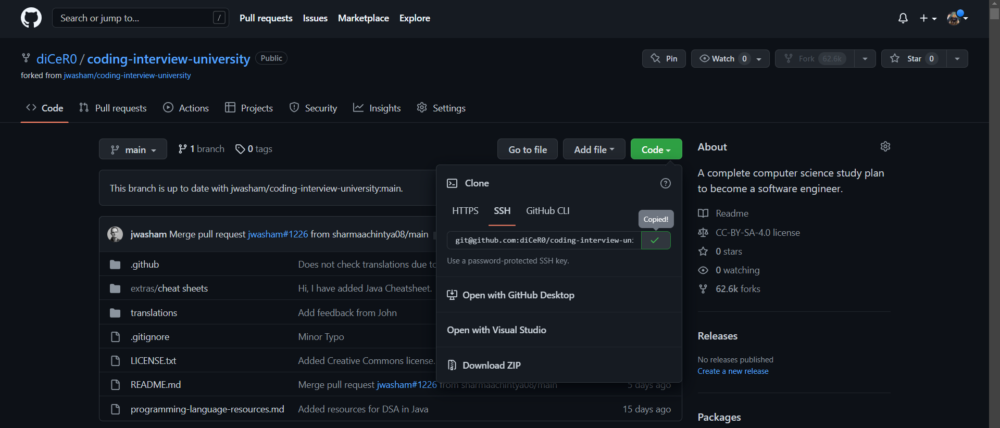 Search or jump to... /
Pull requests Issues Marketplace Explore
diCeR0 / coding-interview-university Public
forked from jwasham/coding-interview-university
Pin Watch 0 Fork 62.6k Star 0
Code Pull requests Actions Projects Security Insights Settings
main 1 branch 0 tags
Go to file Add file Code
This branch is up to date with jwasham/coding-interview-university:main.
jwasham Merge pull request jwasham#1226 from sharmaachintya08/main
.github Does not check translations due to
extras/cheat sheets Hi, I have added Java Cheatsheet.
translations Add feedback from John
.gitignore Minor Typo
LICENSE.txt Added Creative Commons license.
README.md Merge pull request jwasham#1226 from sharmaachintya08/main 5 days ago
programming-language-resources.md Added resources for DSA in Java 15 days ago
Clone
HTTPS SSH GitHub CLI
Copied!
git@github.com:diCeR0/coding-interview-uni
Use a password-protected SSH key.
Open with GitHub Desktop
Open with Visual Studio
Download ZIP
About
A complete computer science study plan
to become a software engineer.
Readme
CC-BY-SA-4.0 license
0 stars
0 watching
62.6k forks
Releases
No releases published
Create a new release
Packages